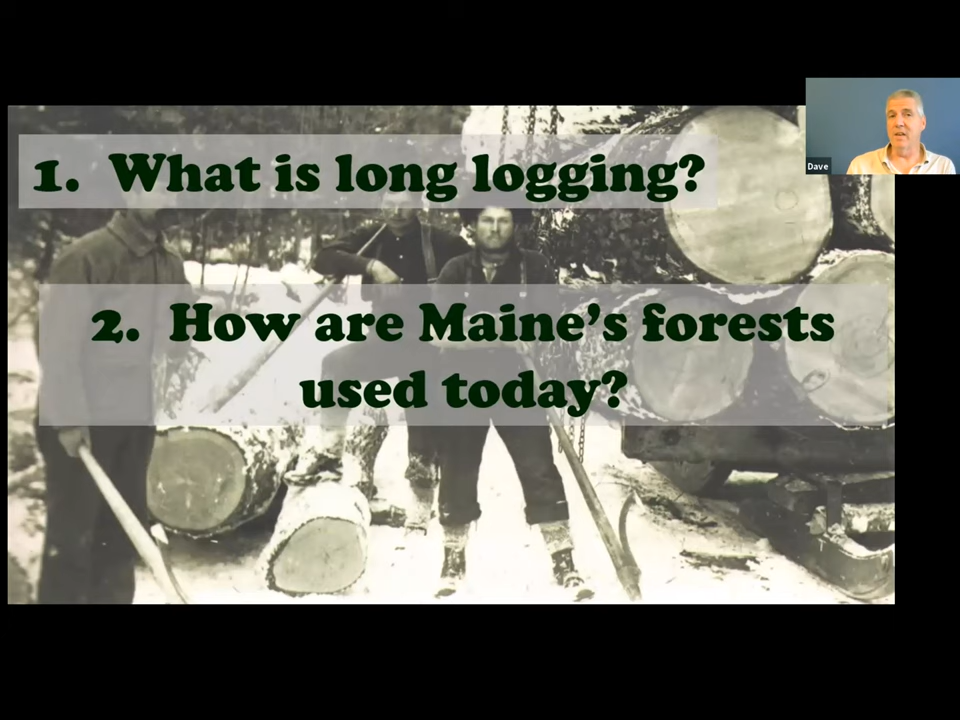 Dave
1. What is long logging?
2. How are Maine’s forests
used today?